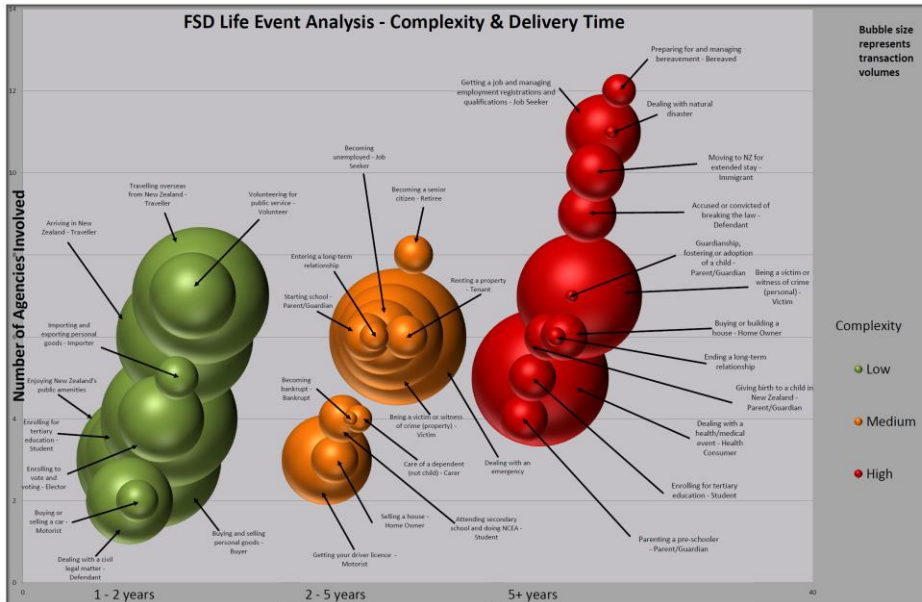 FSD Life Event Analysis - Complexity & Delivery Time
Bubble size
represents
transaction
volumes
14
12
10
8
6
4
2
0
Number of Agencies Involved
Preparing for and managing
bereavement - Bereaved
Getting a job and managing
employment registrations and
qualifications - Job Seeker
Dealing with natural
disaster
Becoming
unemployed - Job
Seeker
Travelling overseas
from New Zealand -
Traveller
Volunteering for
public service -
Volunteer
Becoming a senior
citizen - Retiree
Moving to NZ for
extended stay -
Immigrant
Accused or convicted of
breaking the law -
Defendant
Arriving in New
Zealand - Traveller
Entering a long-term
relationship
Guardianship,
fostering or adoption
of a child -
Parent/Guardian
Being a victim or
witness of crime
(personal) -
Victim
Renting a property
- Tenant
Starting school -
Parent/Guardian
Importing and
exporting personal
goods - Importer
Buying or building a
house - Home Owner
Ending a long-term
relationship
Enjoying New Zealand's
public amenities
Becoming
bankrupt -
Bankrupt
Giving birth to a child in
New Zealand -
Parent/Guardian
Enrolling for
tertiary
education -
Student
Being a victim or witness
of crime (property) -
Victim
Dealing with a
health/medical
event - Health
Consumer
Care of a dependent
(not child) - Carer
Dealing with an
emergency
Enrolling to
vote and
voting - Elector
Enrolling for
tertiary
education - Student
Buying or
selling a car -
Motorist
Selling a house -
Home Owner
Attending secondary
school and doing NCEA -
Student
Buying and selling
personal goods -
Buyer
Parenting a pre-schooler
- Parent/Guardian
Dealing with a civil
legal matter -
Defendant
Getting your driver licence -
Motorist
Complexity
Low
Medium
High
0
1 - 2 years
2 - 5 years
5+ years
40